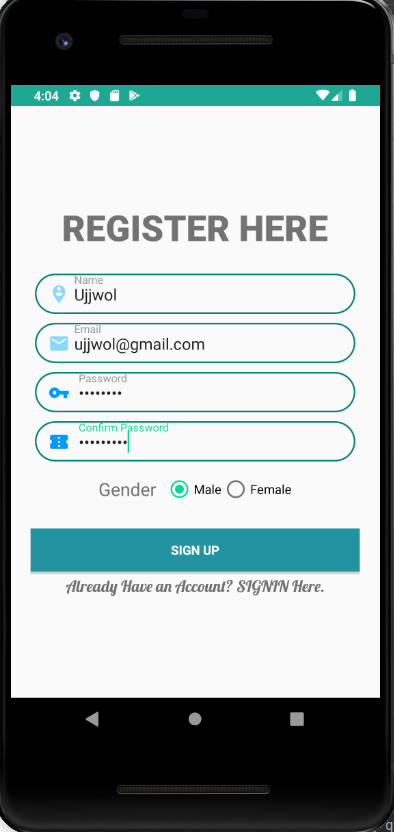 4:04
REGISTER HERE
Name
Ujjwol
Email
ujjwol@gmail.com
Password
••••••••
Confirm Password
•••••••••
Gender Male Female
SIGN UP
Already Have an Account? SIGNIN Here.
q